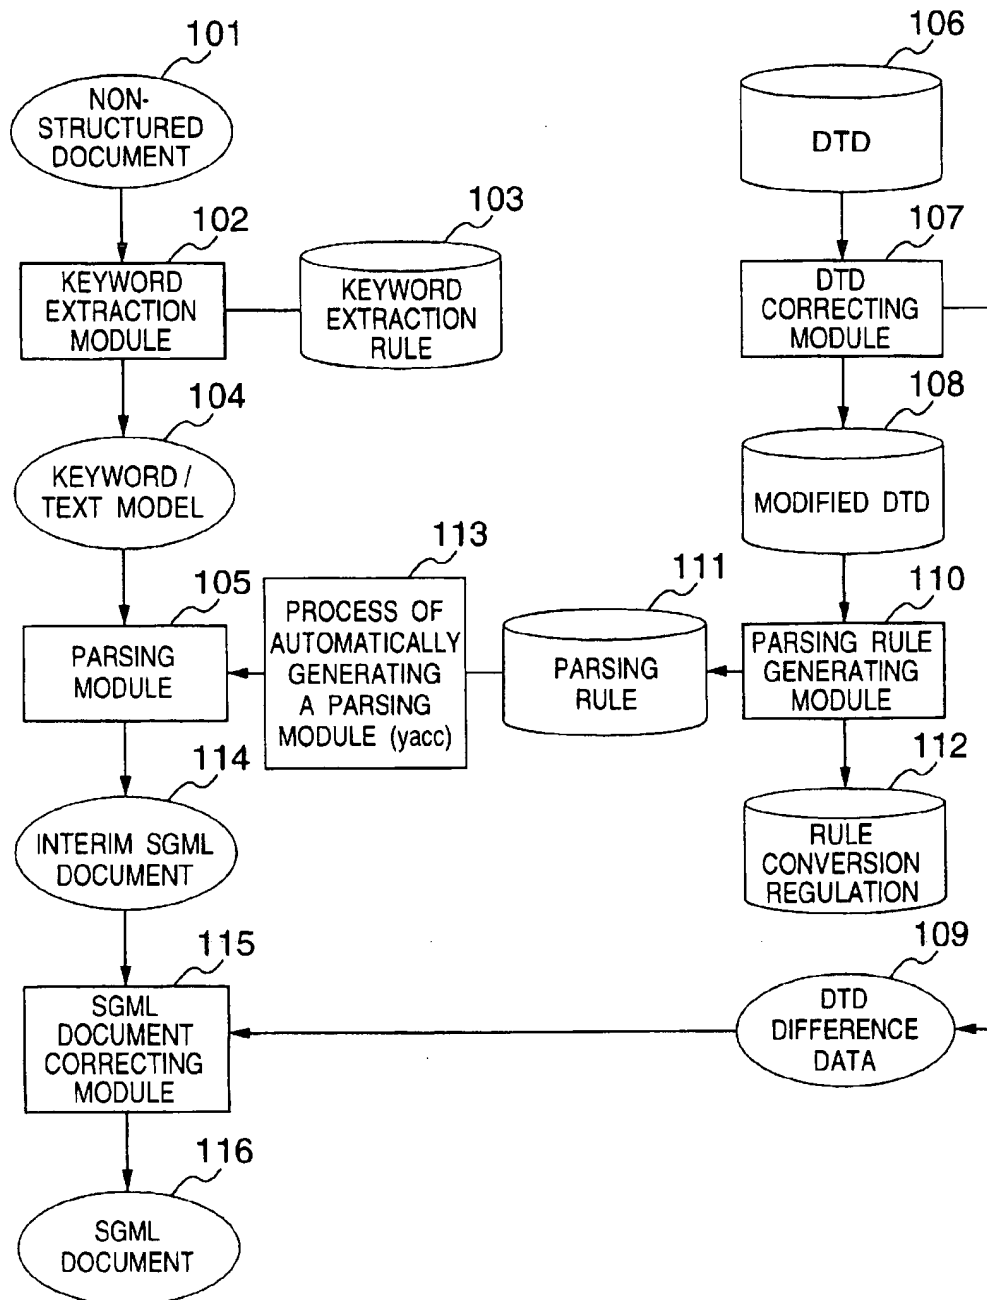 101
NON-
STRUCTURED
DOCUMENT
102
KEYWORD
EXTRACTION
MODULE
103
KEYWORD
EXTRACTION
RULE
104
KEYWORD /
TEXT MODEL
105
PARSING
MODULE
113
PROCESS OF
AUTOMATICALLY
GENERATING
A PARSING
MODULE (yacc)
111
PARSING
RULE
106
DTD
107
DTD
CORRECTING
MODULE
108
MODIFIED DTD
110
PARSING RULE
GENERATING
MODULE
112
RULE
CONVERSION
REGULATION
114
INTERIM SGML
DOCUMENT
115
SGML
DOCUMENT
CORRECTING
MODULE
109
DTD
DIFFERENCE
DATA
116
SGML
DOCUMENT